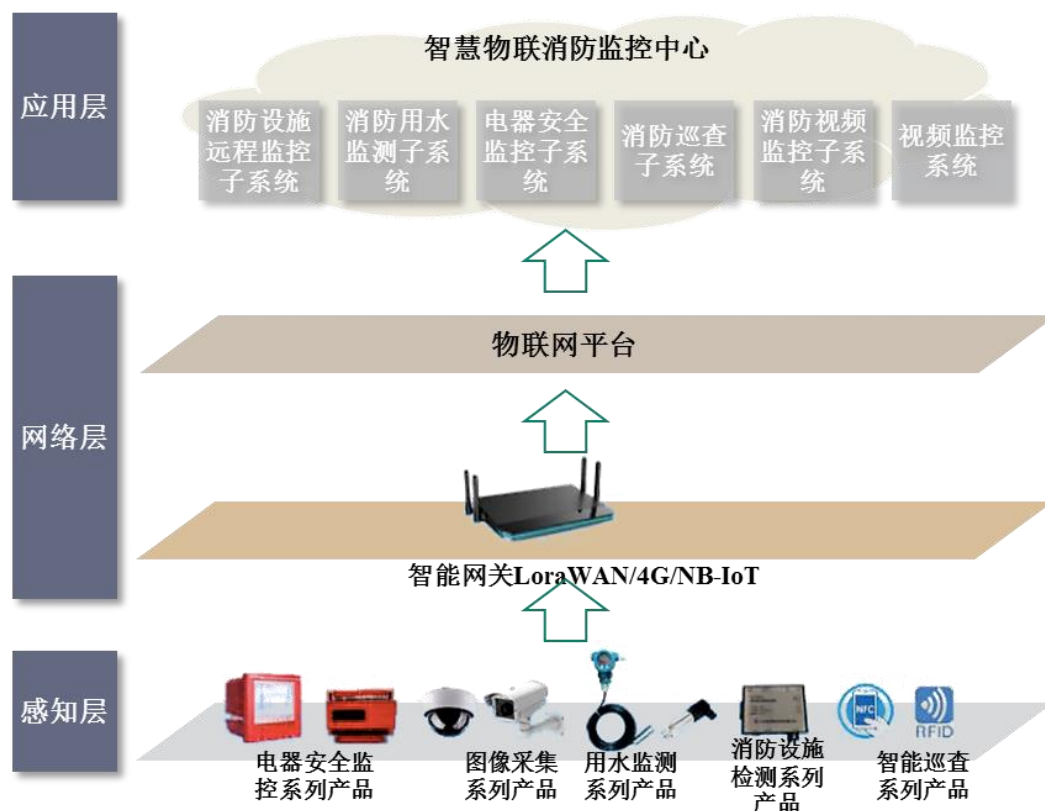 应用层
智慧物联消防监控中心
消防设施
远程监控
子系统
消防用水
监测子系
统
电器安全
监控子系
统
消防巡查
子系统
消防视频
监控子系
统
视频监控
系统
网络层
物联网平台
智能网关LoraWAN/4G/NB-IoT
感知层
NFC
RFID
电器安全监
控系列产品
图像采集
系列产品
用水监测
系列产品
消防设施
检测系列
产品
智能巡查
系列产品